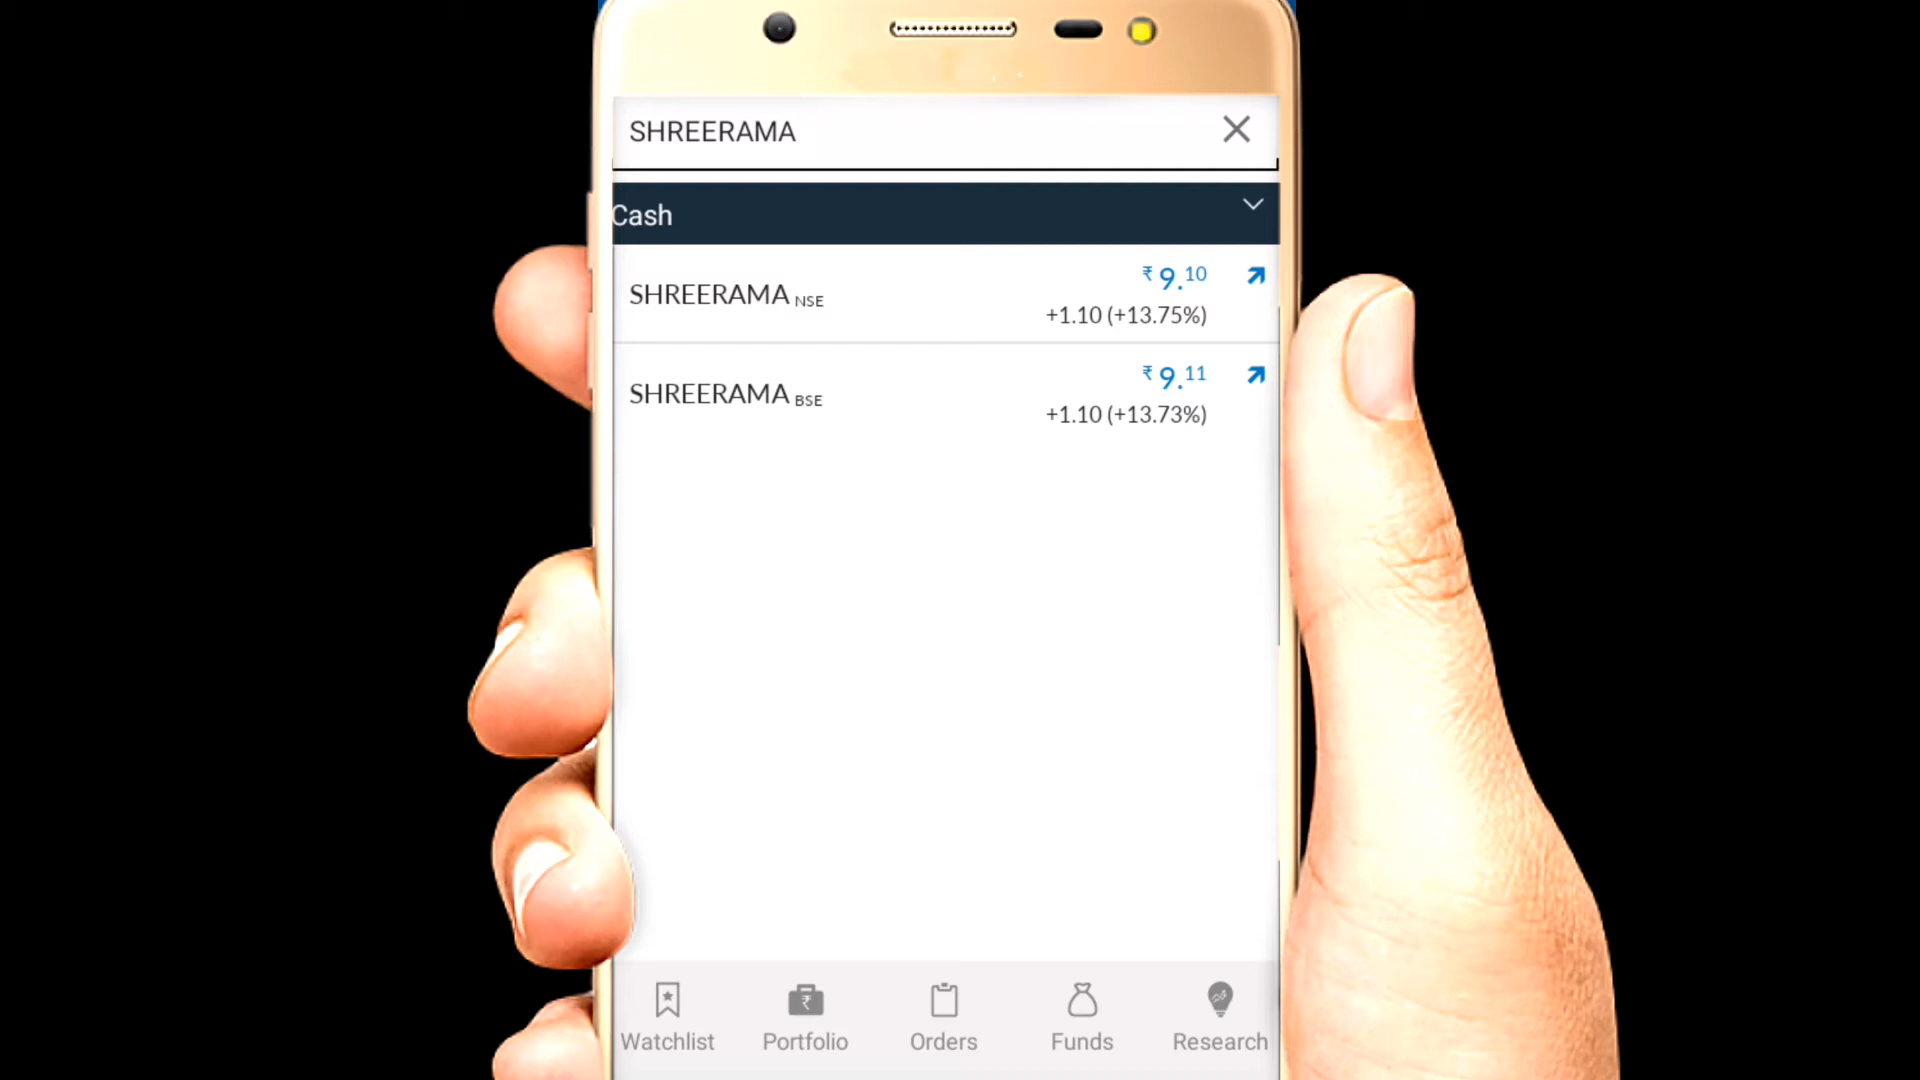 SHREERAMA
Cash
SHREERAMA NSE
₹ 9.10
+1.10 (+13.75%)
SHREERAMA BSE
₹ 9.11
+1.10 (+13.73%)
Watchlist
Portfolio
Orders
Funds
Research